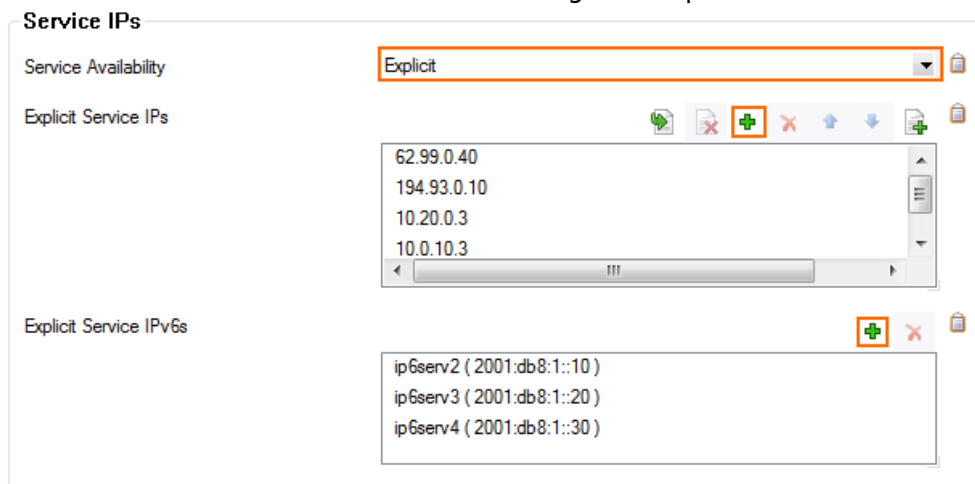 Service IPs
Service Availability
Explicit
Explicit Service IPs
62.99.0.40
194.93.0.10
10.20.0.3
10.0.10.3
Explicit Service IPv6s
ip6serv2 ( 2001:db8:1::10 )
ip6serv3 ( 2001:db8:1::20 )
ip6serv4 ( 2001:db8:1::30 )